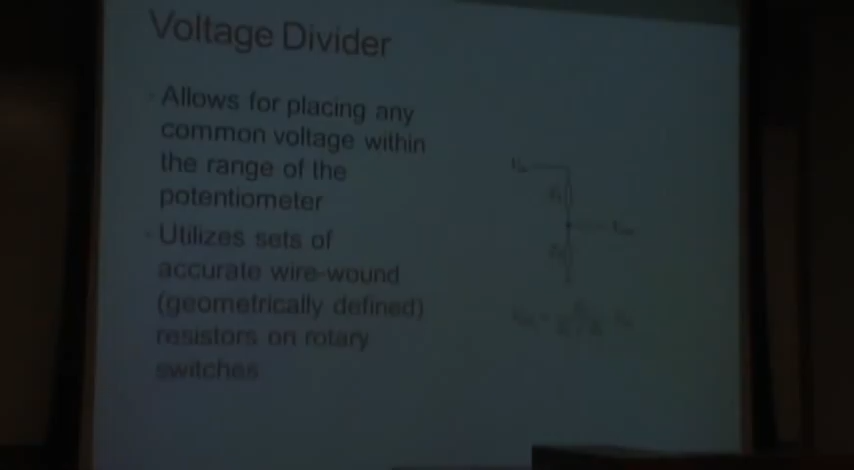 Voltage Divider
Allows for placing any
common voltage within
the range of the
potentiometer
Utilizes sets of
accurate wire-wound
(geometrically defined)
resistors on rotary
switches